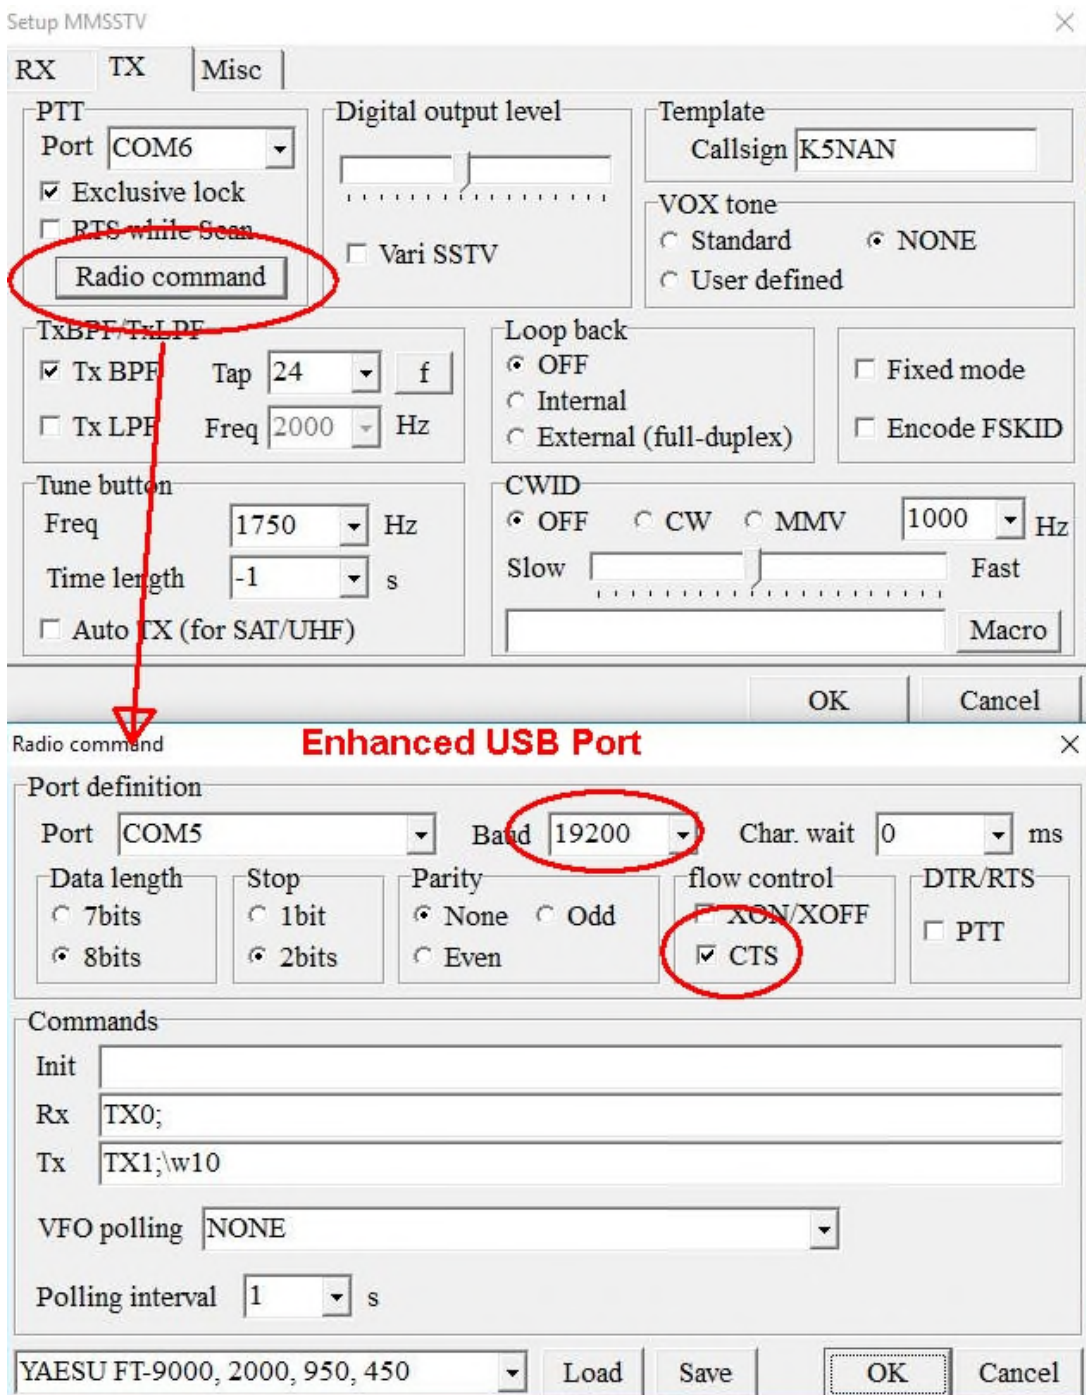 Setup MMSSTV
RX TX Misc
PTT
Port COM6
Exclusive lock
RTS while Scan
Radio command
Digital output level
Vari SSTV
Template
Callsign K5NAN
VOX tone
Standard NONE
User defined
TxBPF/TxLPF
Tx BPF Tap 24 f
Tx LPF Freq 2000 Hz
Loop back
OFF
Internal
External (full-duplex)
Fixed mode
Encode FSKID
Tune button
Freq 1750 Hz
Time length -1 s
Auto TX (for SAT/UHF)
CWID
OFF CW MMV 1000 Hz
Slow Fast
Macro
OK Cancel
Radio command
Enhanced USB Port
Port definition
Port COM5 Baud 19200 Char. wait 0 ms
Data length
7bits
8bits
Stop
1bit
2bits
Parity
None Odd
Even
flow control
XON/XOFF
CTS
DTR/RTS
PTT
Commands
Init
Rx TX0;
Tx TX1;\w10
VFO polling NONE
Polling interval 1 s
YAESU FT-9000, 2000, 950, 450 Load Save OK Cancel